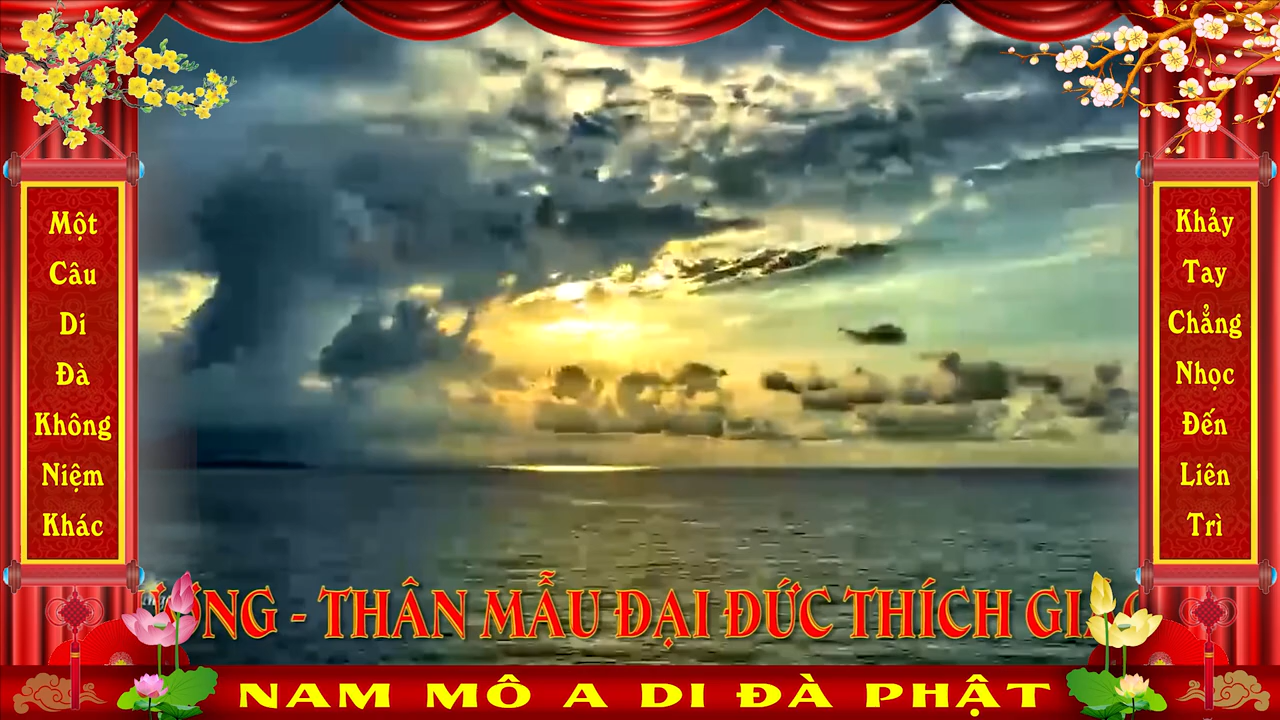 Một
Câu
Di
Đà
Không
Niệm
Khác
Khảy
Tay
Chẳng
Nhọc
Đến
Liên
Trì
- THÂN MẪU ĐẠI ĐỨC THÍCH
NAM MÔ A DI ĐÀ PHẬT